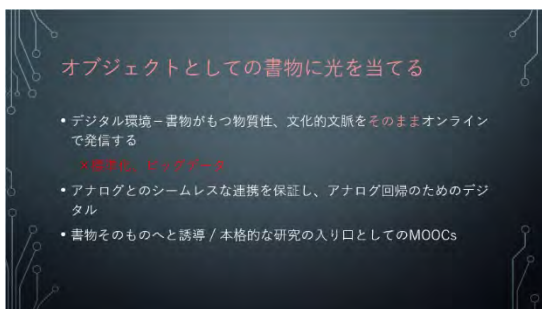 オブジェクトとしての書物に光を当てる
• デジタル環境－書物がもつ物質性、文化的文脈をそのままオンライン
で発信する
×標準化、ビッグデータ
• アナログとのシームレスな連携を保証し、アナログ回帰のためのデジ
タル
• 書物そのものへと誘導 / 本格的な研究の入り口としてのMOOCs